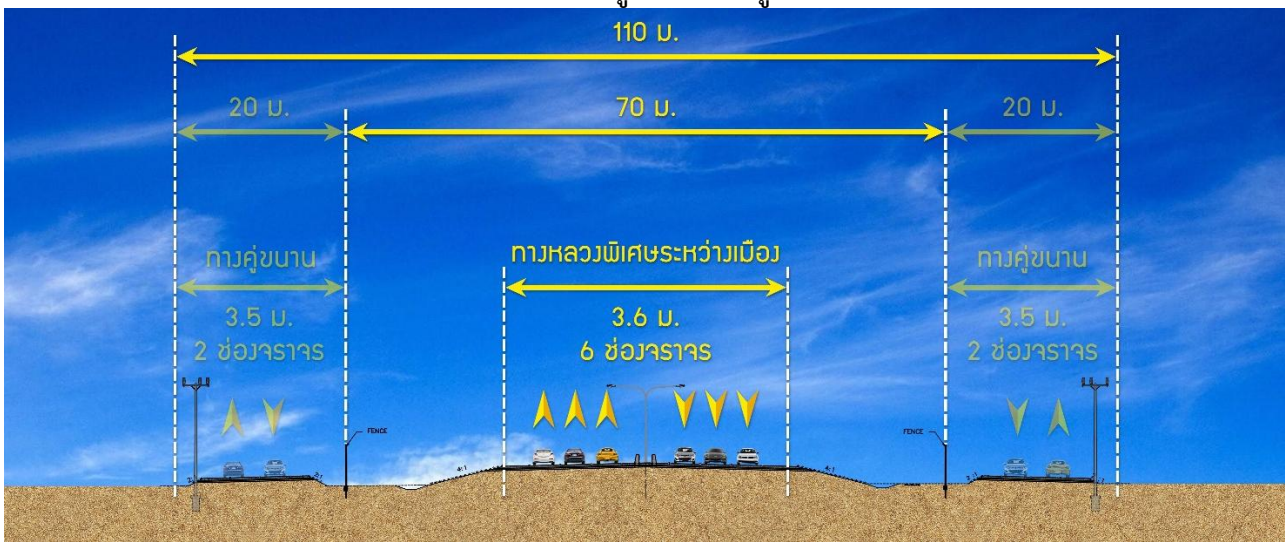 110 ม.
20 ม.
70 ม.
20 ม.
ทางคู่ขนาน
ทางหลวงพิเศษระหว่างเมือง
ทางคู่ขนาน
3.5 ม.
3.6 ม.
3.5 ม.
2 ช่องจราจร
6 ช่องจราจร
2 ช่องจราจร
FENCE
FENCE
4:1
4:1